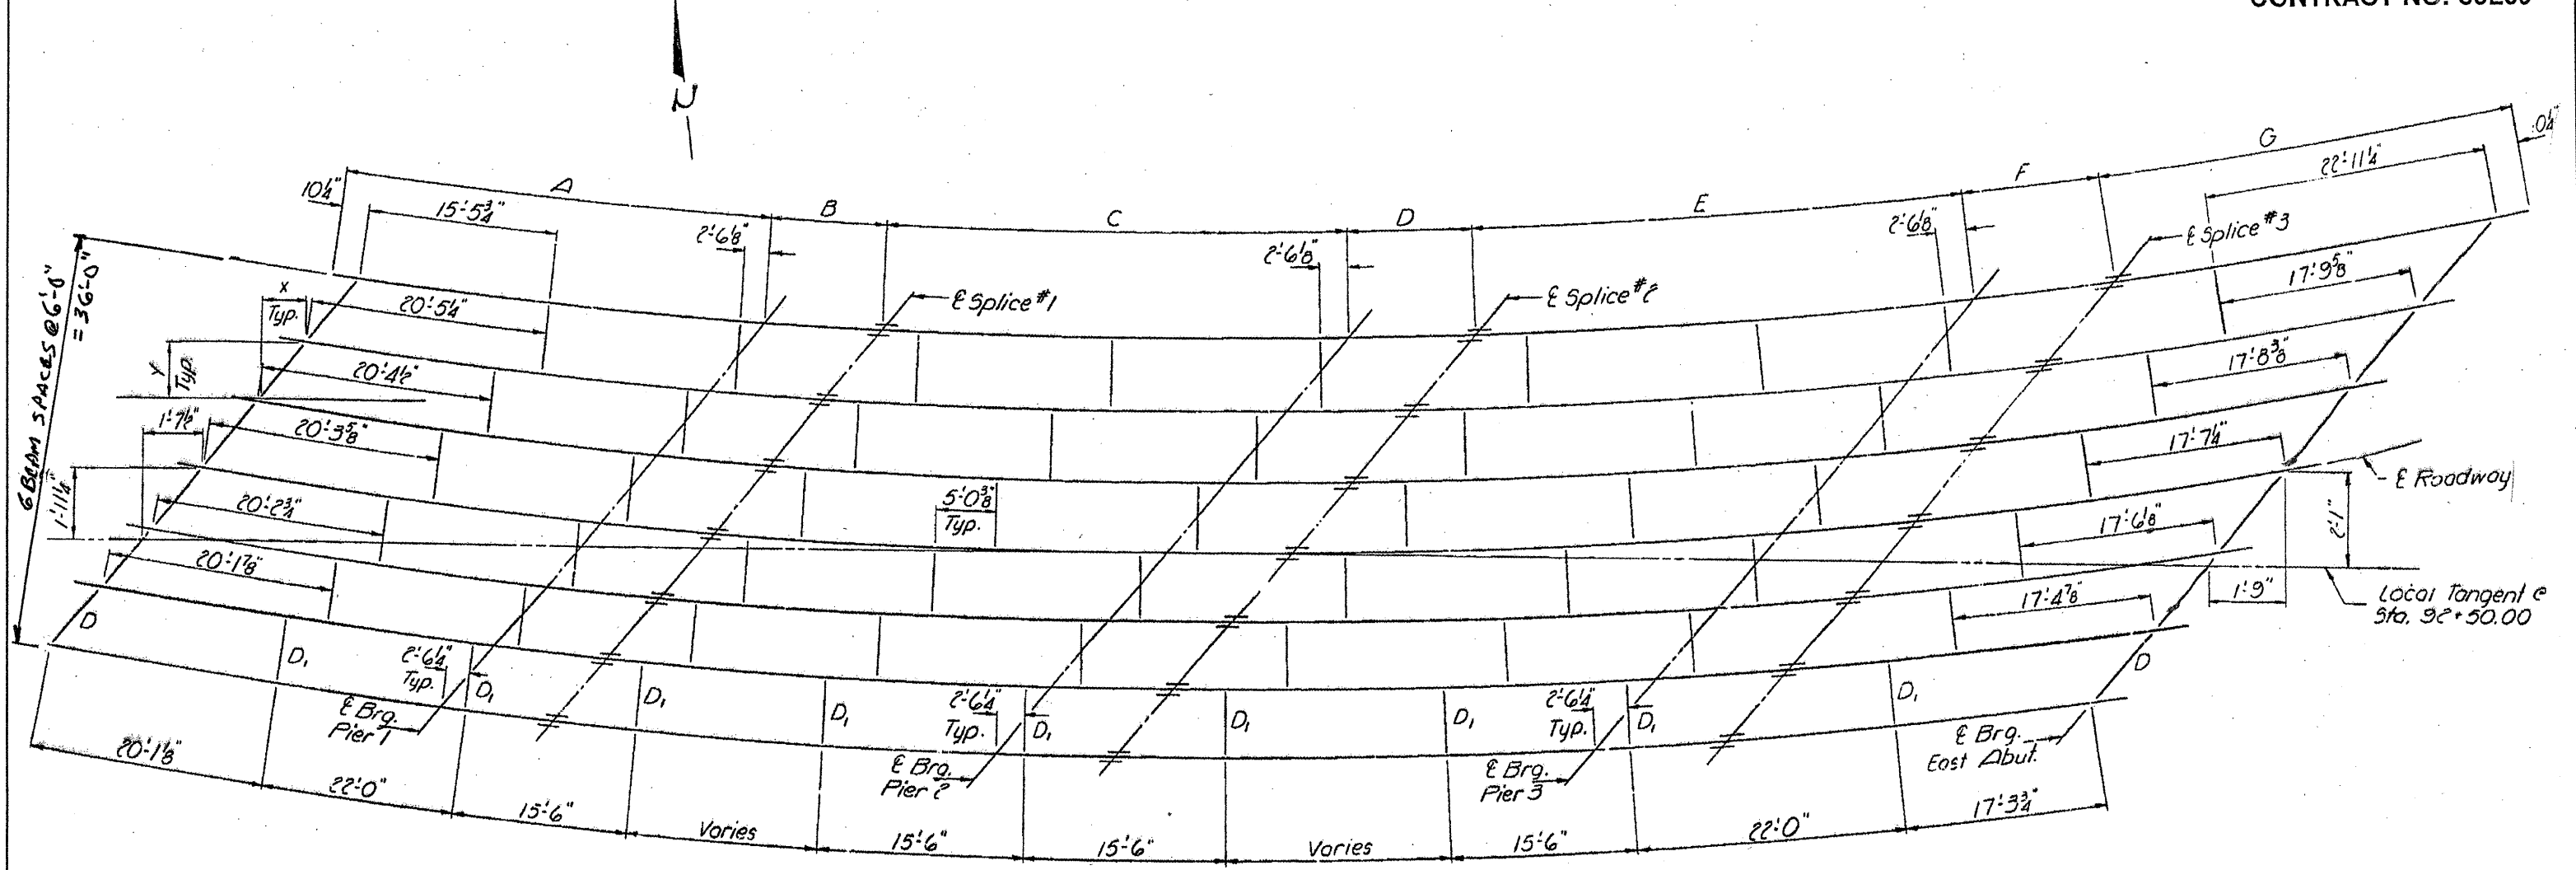 N
A
B
C
D
E
F
G
10¼"
15'-5¾"
2'-6⅛"
2'-6⅛"
2'-6⅛"
22'-11¼"
0¼"
℄ Splice #1
℄ Splice #2
℄ Splice #3
6 BEAM SPACES @ 6'-0"
= 36'-0"
X
Typ.
Y
Typ.
20'-5¼"
20'-4½"
20'-3⅝"
20'-2¾"
20'-1⅞"
1'-7½"
1'-11¼"
17'-9⅝"
17'-8⅜"
17'-7¼"
17'-6⅛"
17'-4⅞"
℄ Roadway
2'-1"
1'-9"
Local Tangent @
Sta. 92+50.00
5'-0⅜"
Typ.
D
D₁
2'-6¼"
Typ.
D₁
D₁
D₁
2'-6¼"
Typ.
D₁
D₁
D₁
2'-6¼"
Typ.
D₁
D₁
D
℄ Brg.
Pier 1
℄ Brg.
Pier 2
℄ Brg.
Pier 3
℄ Brg.
East Abut.
20'-1⅛"
22'-0"
15'-6"
Varies
15'-6"
15'-6"
Varies
15'-6"
22'-0"
17'-3¾"